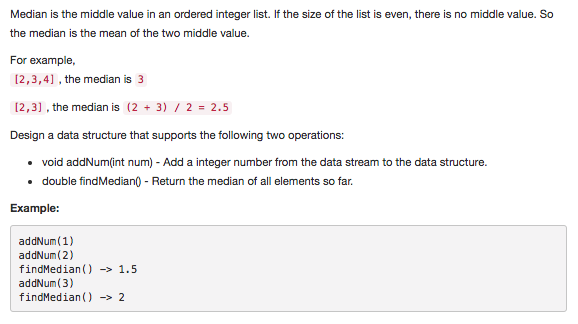 Median is the middle value in an ordered integer list. If the size of the list is even, there is no middle value. So
the median is the mean of the two middle value.
For example,
[2,3,4] , the median is 3
[2,3] , the median is (2 + 3) / 2 = 2.5
Design a data structure that supports the following two operations:
• void addNum(int num) - Add a integer number from the data stream to the data structure.
• double findMedian() - Return the median of all elements so far.
Example:
addNum(1)
addNum(2)
findMedian() -> 1.5
addNum(3)
findMedian() -> 2